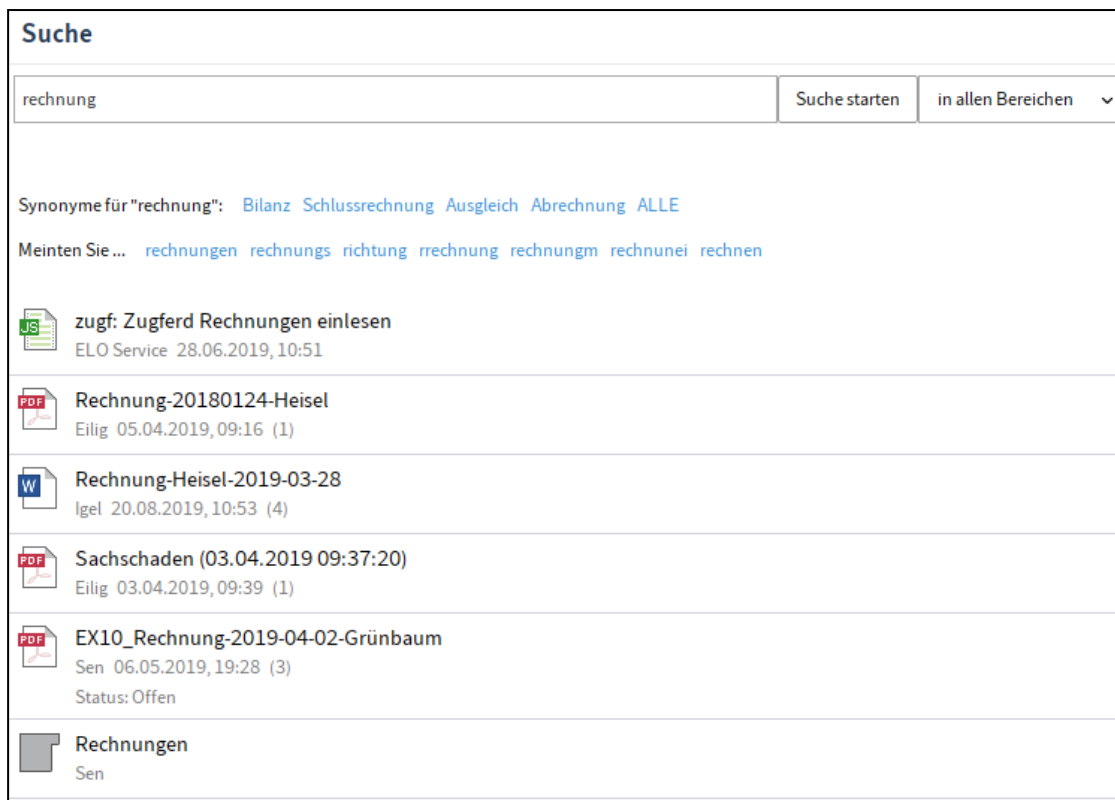 Suche
rechnung Suche starten in allen Bereichen
Synonyme für "rechnung": Bilanz Schlussrechnung Ausgleich Abrechnung ALLE
Meinten Sie ... rechnungen rechnungs richtung rrechnung rechnungm rechnunei rechnen
JS
zugf: Zugferd Rechnungen einlesen
ELO Service 28.06.2019, 10:51
PDF
Rechnung-20180124-Heisel
Eilig 05.04.2019, 09:16 (1)
W
Rechnung-Heisel-2019-03-28
Igel 20.08.2019, 10:53 (4)
PDF
Sachschaden (03.04.2019 09:37:20)
Eilig 03.04.2019, 09:39 (1)
PDF
EX10_Rechnung-2019-04-02-Grünbaum
Sen 06.05.2019, 19:28 (3)
Status: Offen
Rechnungen
Sen